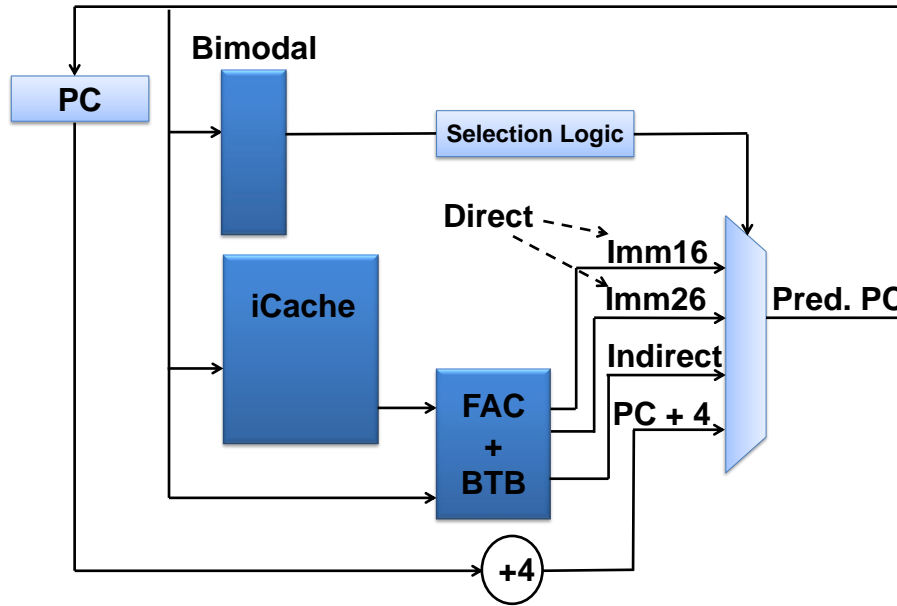 Bimodal
PC
Selection Logic
Direct
Imm16
iCache
Imm26
Pred. PC
Indirect
FAC
+
BTB
PC + 4
+4